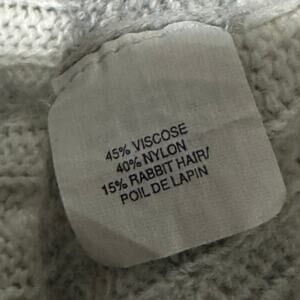 45% VISCOSE
40% NYLON
15% RABBIT HAIR/
POIL DE LAPIN